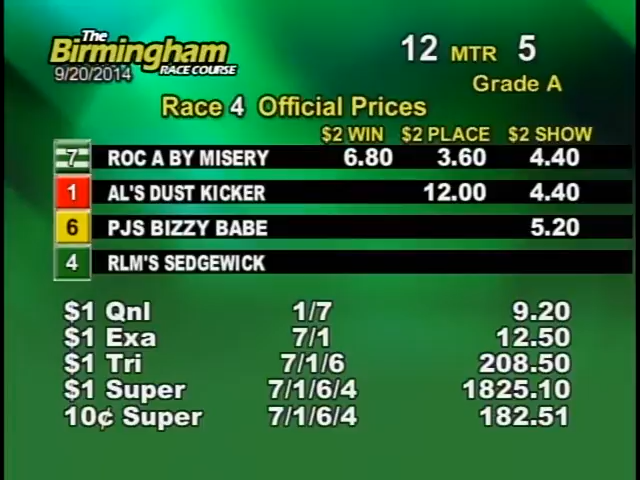 The
Birmingham
RACE COURSE
9/20/2014
12 MTR 5
Grade A
Race 4 Official Prices
$2 WIN $2 PLACE $2 SHOW
7 ROC A BY MISERY 6.80 3.60 4.40
1 AL'S DUST KICKER 12.00 4.40
6 PJS BIZZY BABE 5.20
4 RLM'S SEDGEWICK
$1 Qnl 1/7 9.20
$1 Exa 7/1 12.50
$1 Tri 7/1/6 208.50
$1 Super 7/1/6/4 1825.10
10¢ Super 7/1/6/4 182.51